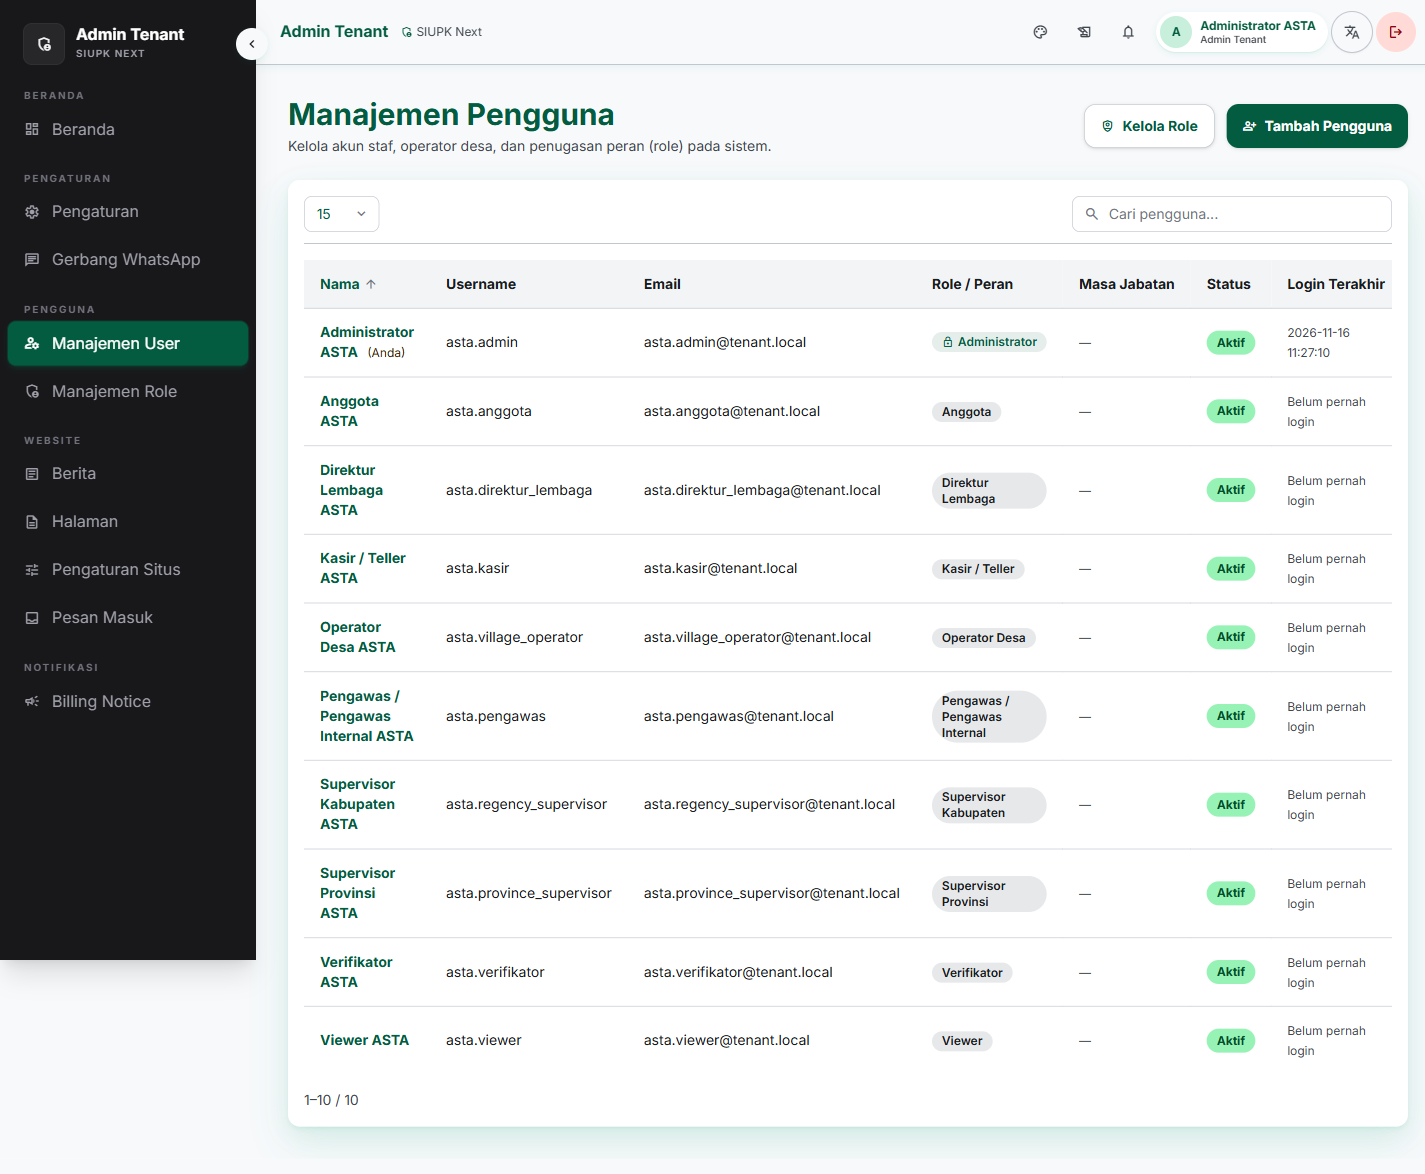 Admin Tenant
SIUPK NEXT
BERANDA
Beranda
PENGATURAN
Pengaturan
Gerbang WhatsApp
PENGGUNA
Manajemen User
Manajemen Role
WEBSITE
Berita
Halaman
Pengaturan Situs
Pesan Masuk
NOTIFIKASI
Billing Notice
Admin Tenant SIUPK Next
A
Administrator ASTA
Admin Tenant
Manajemen Pengguna
Kelola akun staf, operator desa, dan penugasan peran (role) pada sistem.
Kelola Role
Tambah Pengguna
15
Cari pengguna...
Nama Username Email Role / Peran Masa Jabatan Status Login Terakhir
Administrator
ASTA (Anda)
asta.admin
asta.admin@tenant.local
Administrator
—
Aktif
2026-11-16
11:27:10
Anggota
ASTA
asta.anggota
asta.anggota@tenant.local
Anggota
—
Aktif
Belum pernah
login
Direktur
Lembaga
ASTA
asta.direktur_lembaga
asta.direktur_lembaga@tenant.local
Direktur
Lembaga
—
Aktif
Belum pernah
login
Kasir / Teller
ASTA
asta.kasir
asta.kasir@tenant.local
Kasir / Teller
—
Aktif
Belum pernah
login
Operator
Desa ASTA
asta.village_operator
asta.village_operator@tenant.local
Operator Desa
—
Aktif
Belum pernah
login
Pengawas /
Pengawas
Internal ASTA
asta.pengawas
asta.pengawas@tenant.local
Pengawas /
Pengawas
Internal
—
Aktif
Belum pernah
login
Supervisor
Kabupaten
ASTA
asta.regency_supervisor
asta.regency_supervisor@tenant.local
Supervisor
Kabupaten
—
Aktif
Belum pernah
login
Supervisor
Provinsi
ASTA
asta.province_supervisor
asta.province_supervisor@tenant.local
Supervisor
Provinsi
—
Aktif
Belum pernah
login
Verifikator
ASTA
asta.verifikator
asta.verifikator@tenant.local
Verifikator
—
Aktif
Belum pernah
login
Viewer ASTA
asta.viewer
asta.viewer@tenant.local
Viewer
—
Aktif
Belum pernah
login
1–10 / 10